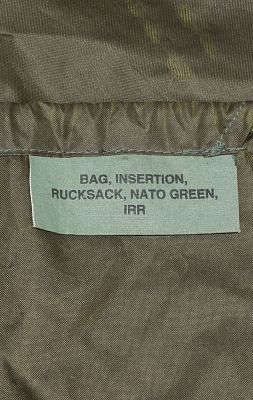 BAG, INSERTION,
RUCKSACK, NATO GREEN,
IRR